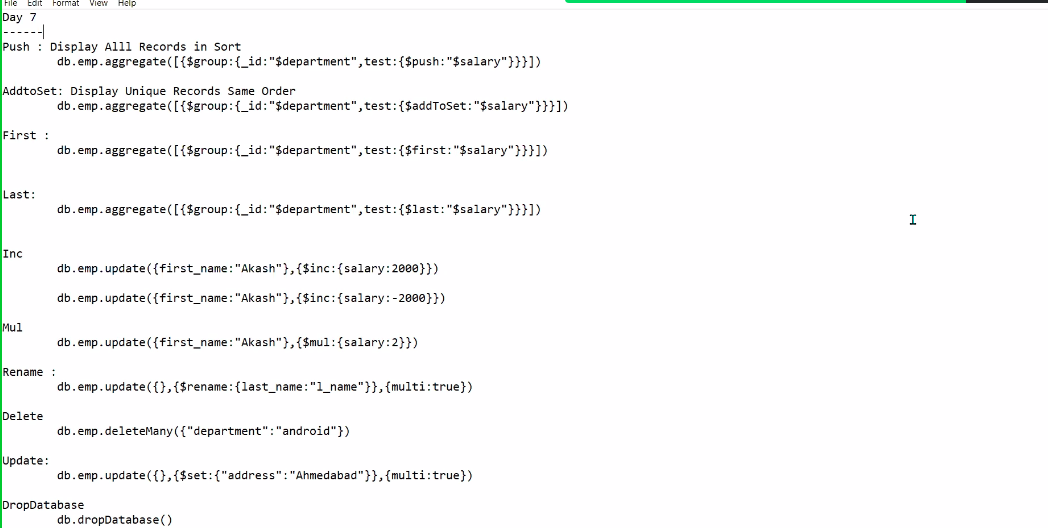 File Edit Format View Help
Day 7
------
Push : Display Alll Records in Sort
db.emp.aggregate([{$group:{_id:"$department",test:{$push:"$salary"}}}])
AddtoSet: Display Unique Records Same Order
db.emp.aggregate([{$group:{_id:"$department",test:{$addToSet:"$salary"}}}])
First :
db.emp.aggregate([{$group:{_id:"$department",test:{$first:"$salary"}}}])
Last:
db.emp.aggregate([{$group:{_id:"$department",test:{$last:"$salary"}}}])
Inc
db.emp.update({first_name:"Akash"},{$inc:{salary:2000}})
db.emp.update({first_name:"Akash"},{$inc:{salary:-2000}})
Mul
db.emp.update({first_name:"Akash"},{$mul:{salary:2}})
Rename :
db.emp.update({},{$rename:{last_name:"l_name"}},{multi:true})
Delete
db.emp.deleteMany({"department":"android"})
Update:
db.emp.update({},{$set:{"address":"Ahmedabad"}},{multi:true})
DropDatabase
db.dropDatabase()